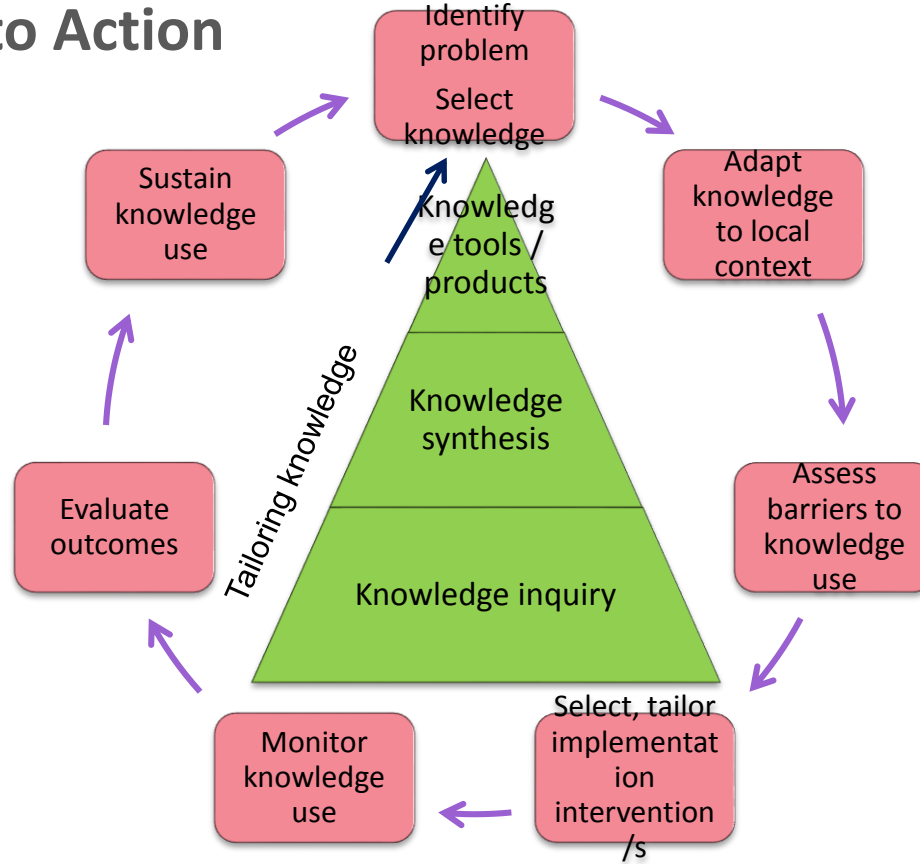 to Action
Identify
problem
Select
knowledge
Adapt
knowledge
to local
context
Assess
barriers to
knowledge
use
Select, tailor
implementat
ion
intervention
/s
Monitor
knowledge
use
Evaluate
outcomes
Sustain
knowledge
use
Tailoring knowledge
Knowledg
e tools /
products
Knowledge
synthesis
Knowledge inquiry